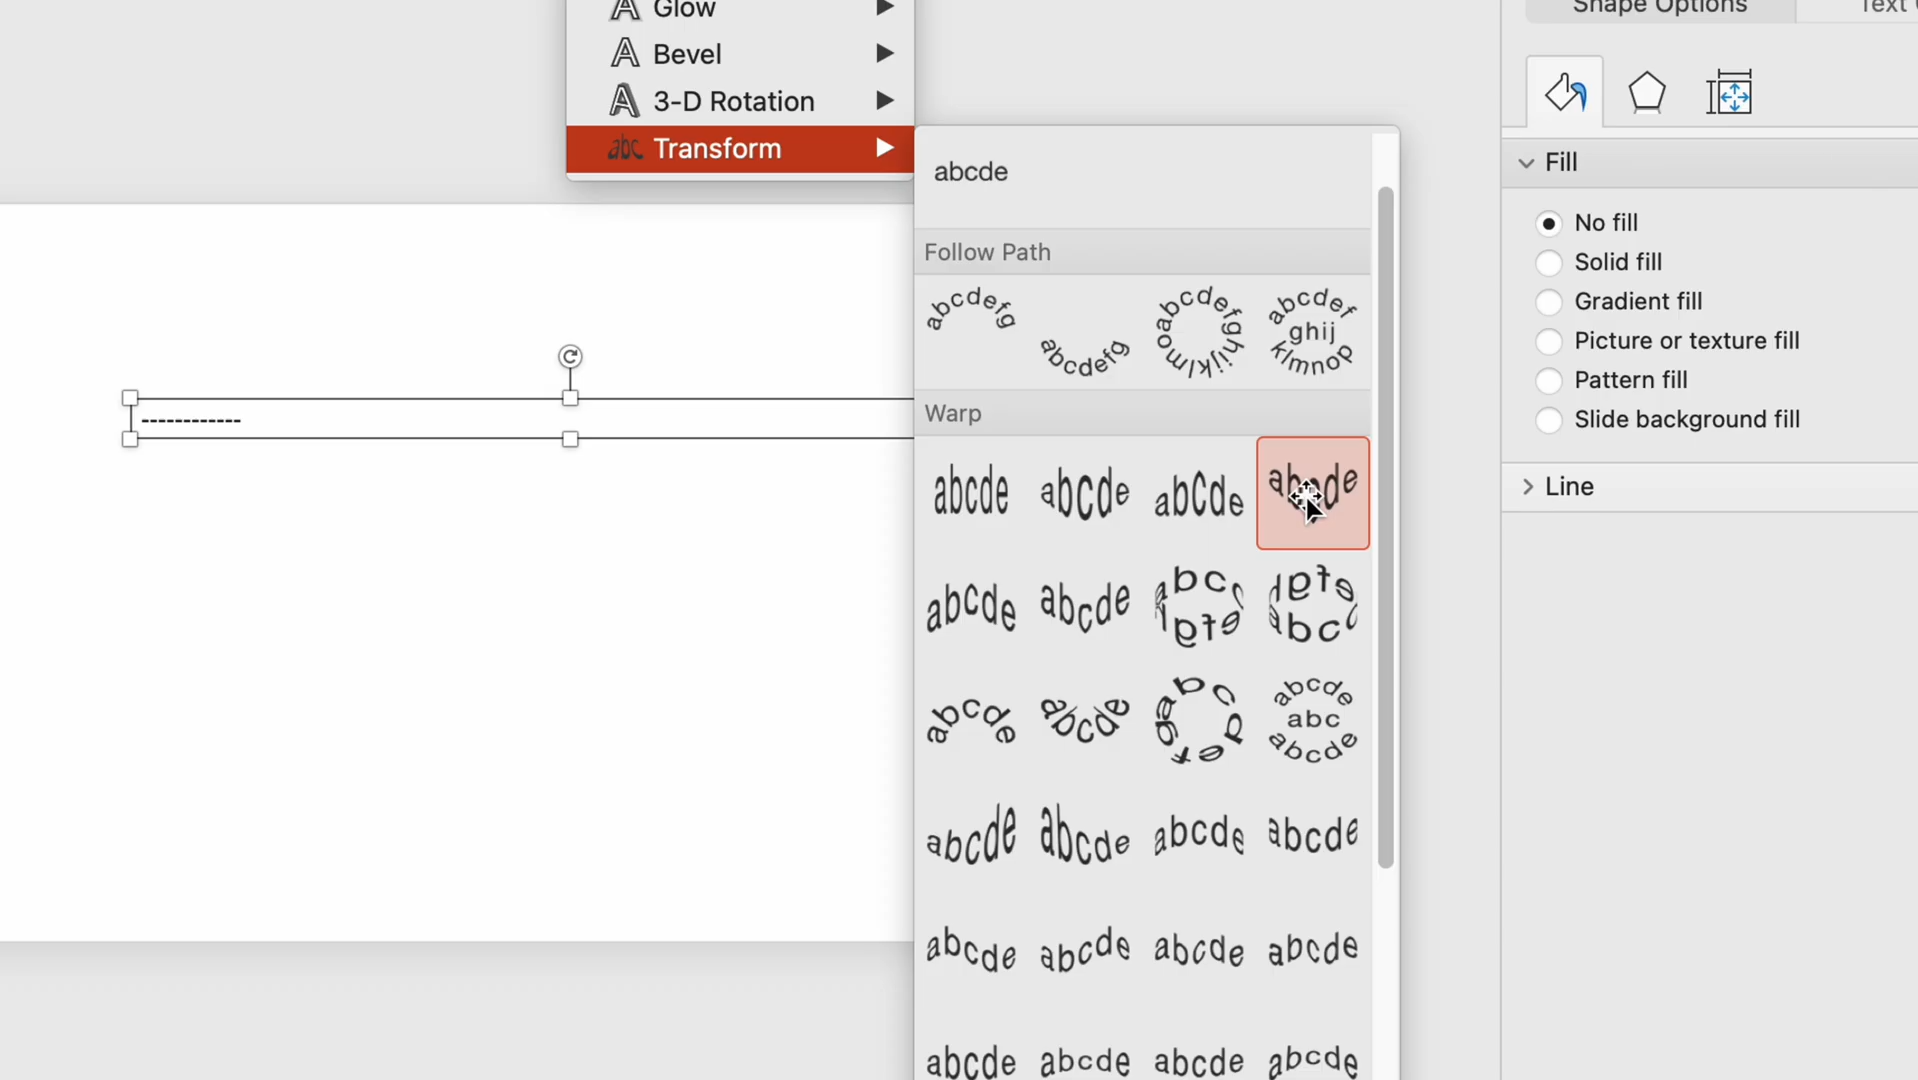 Glow
Bevel
3-D Rotation
abc Transform
abcde
Follow Path
abcdefg abcdefg abcdefghijklmo abcdef
ghij
klmnop
Warp
abcde abcde abcde abcde
abcde abcde
abcde abcde abcdefg abcde
abc
abcde
abcde abcde abcde abcde
abcde abcde abcde abcde
abcde abcde abcde abcde
------------
Shape Options Text
Fill
No fill
Solid fill
Gradient fill
Picture or texture fill
Pattern fill
Slide background fill
Line